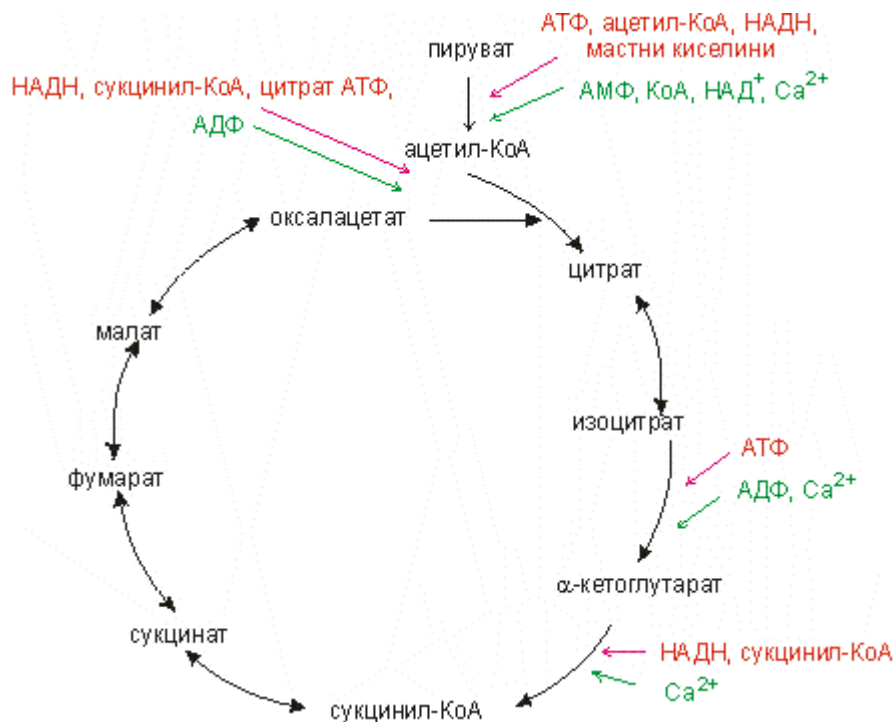 АТФ, ацетил-КоА, НАДН,
мастни киселини
пируват
НАДН, сукцинил-КоА, цитрат АТФ,
АМФ, КоА, НАД⁺, Ca²⁺
АДФ
ацетил-КоА
оксалацетат
цитрат
малат
изоцитрат
АТФ
фумарат
АДФ, Ca²⁺
α-кетоглутарат
сукцинат
НАДН, сукцинил-КоА
Ca²⁺
сукцинил-КоА